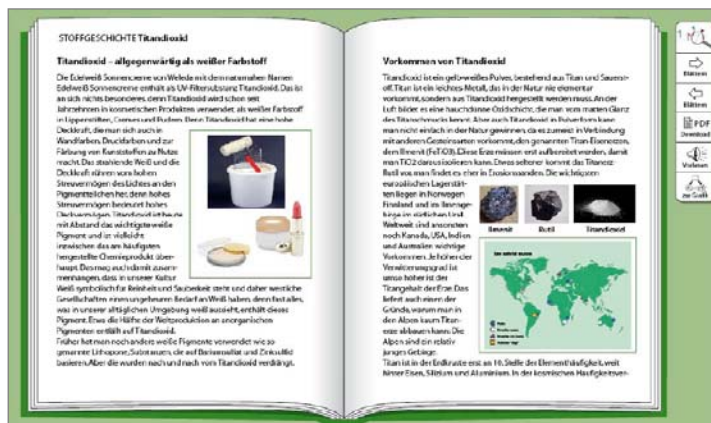 STOFFGESCHICHTE Titandioxid
Titandioxid – allgegenwärtig als weißer Farbstoff
Die Edelweiß Sonnencreme von Weleda mit dem naturnahen Namen
Edelweiß Sonnencreme enthält als UV-Filtersubstanz Titandioxid. Das ist
an sich nichts besonderes, denn Titandioxid wird schon seit
Jahrzehnten in kosmetischen Produkten verwendet, als weißer Farbstoff
in Lippenstiften, Cremes und Pudern. Denn Titandioxid hat eine hohe
Deckkraft, die man sich auch in
Wandfarben, Druckfarben und zur
Färbung von Kunststoffen zu Nutze
macht. Das strahlende Weiß und die
Deckkraft rühren vom hohen
Streuvermögen des Lichtes an den
Pigmentteilchen her, denn hohes
Streuvermögen bedeutet hohes
Deckvermögen. Titandioxid ist heute
mit Abstand das wichtigste weiße
Pigment und ist vielleicht
inzwischen das am häufigsten
hergestellte Chemieprodukt über-
haupt. Das mag auch damit zusam-
menhängen, dass in unserer Kultur
Weiß symbolisch für Reinheit und Sauberkeit steht und daher westliche
Gesellschaften einen ungeheuren Bedarf an Weiß haben, denn fast alles,
was in unserer alltäglichen Umgebung weiß aussieht, enthält dieses
Pigment. Etwa die Hälfte der Weltproduktion an anorganischen
Pigmenten entfällt auf Titandioxid.
Früher hat man noch andere weiße Pigmente verwendet wie so
genannte Lithopone, Substanzen, die auf Bariumsulfat und Zinksulfid
basieren. Aber die wurden nach und nach vom Titandioxid verdrängt.
Vorkommen von Titandioxid
Titandioxid ist ein gelb-weißes Pulver, bestehend aus Titan und Sauerst-
off. Titan ist ein leichtes Metall, das in der Natur nie elementar
vorkommt, sondern aus Titandioxid hergestellt werden muss. An der
Luft bildet es eine hauchdünne Oxidschicht, die man vom matten Glanz
des Titanschmucks kennt. Aber auch Titandioxid in Pulverform kann
man nicht einfach in der Natur gewinnen, da es zumeist in Verbindung
mit anderen Gesteinsarten vorkommt, den genannten Titan-Eisenerzen,
dem Ilmenit (FeTiO3). Diese Erze müssen erst aufbereitet werden, damit
man TiO2 daraus isolieren kann. Etwas seltener kommt das Titanerz
Rutil vor, man findet es eher in Erosionssanden. Die wichtigsten
europäischen Lagerstät-
ten liegen in Norwegen
Finnland und im Ilmenge-
birge im südlichen Ural.
Weltweit sind ansonsten
noch Kanada, USA, Indien
und Australien wichtige
Vorkommen. Je höher der
Verwitterungsgrad ist
umso höher ist der
Titangehalt der Erze. Das
liefert auch einen der
Gründe, warum man in
den Alpen kaum Titan-
erze abbauen kann: Die
Alpen sind ein relativ
junges Gebirge.
Ilmenit Rutil Titandioxid
Titan ist in der Erdkruste erst an 10. Stelle der Elementhäufigkeit, weit
hinter Eisen, Silizium und Aluminium. In der kosmischen Häufigkeitsver-
1
Blättern
Blättern
PDF
Download
Vorlesen
zur Grafik